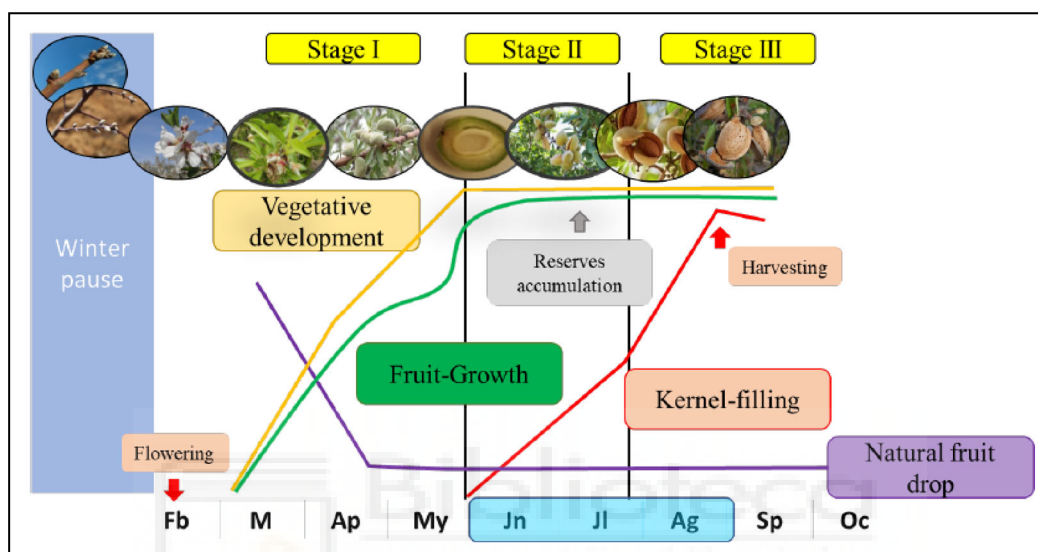 Stage I
Stage II
Stage III
Winter
pause
Vegetative
development
Reserves
accumulation
Harvesting
Fruit-Growth
Kernel-filling
Flowering
Natural fruit
drop
Biblioteca
Fb M Ap My Jn Jl Ag Sp Oc